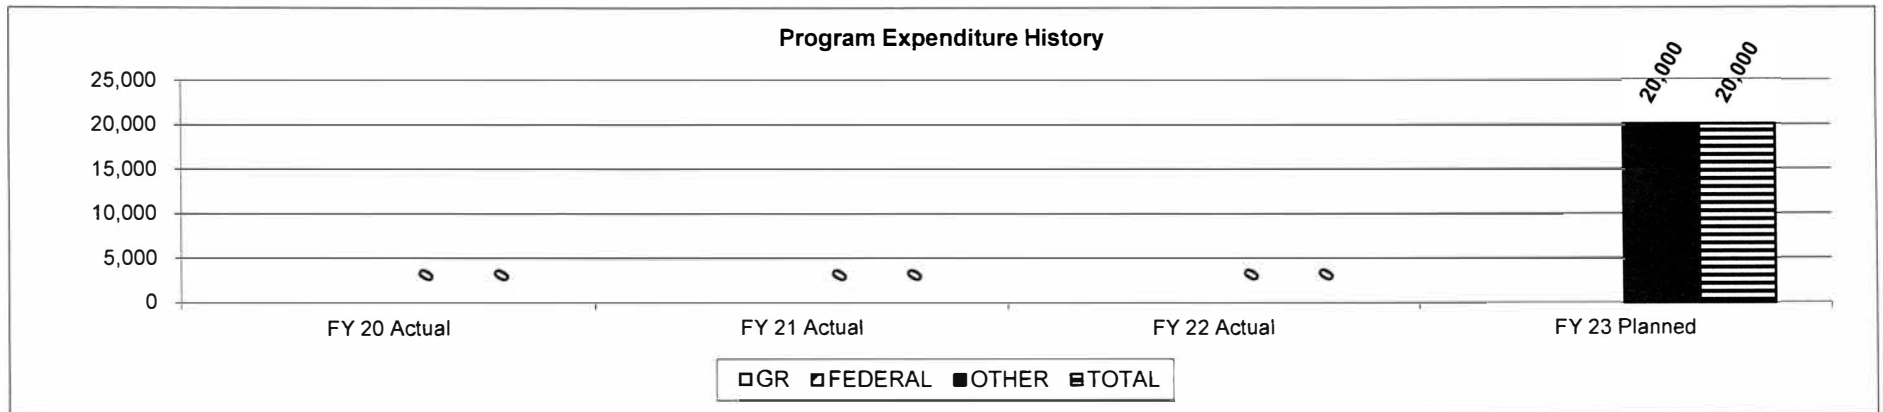 Program Expenditure History
25,000
20,000
15,000
10,000
5,000
0
20,000 20,000
0 0 0 0 0 0
FY 20 Actual FY 21 Actual FY 22 Actual FY 23 Planned
GR FEDERAL OTHER TOTAL